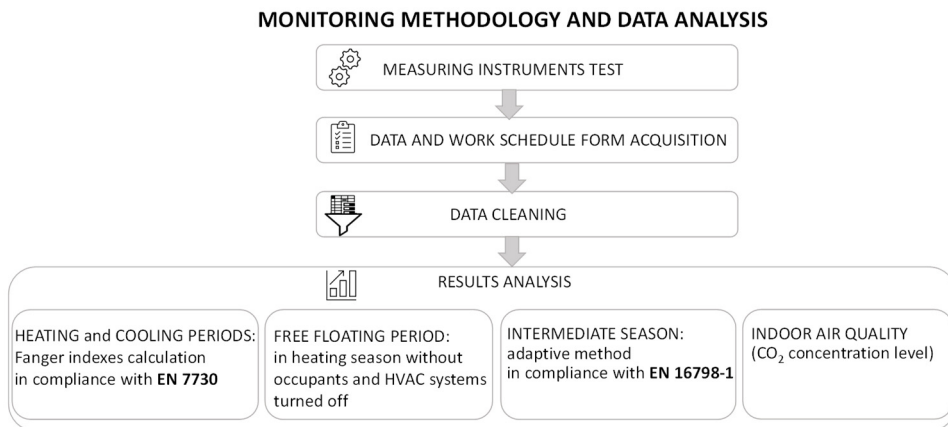 MONITORING METHODOLOGY AND DATA ANALYSIS
MEASURING INSTRUMENTS TEST
DATA AND WORK SCHEDULE FORM ACQUISITION
DATA CLEANING
RESULTS ANALYSIS
HEATING and COOLING PERIODS:
Fanger indexes calculation
in compliance with EN 7730
FREE FLOATING PERIOD:
in heating season without
occupants and HVAC systems
turned off
INTERMEDIATE SEASON:
adaptive method
in compliance with EN 16798-1
INDOOR AIR QUALITY
(CO₂ concentration level)